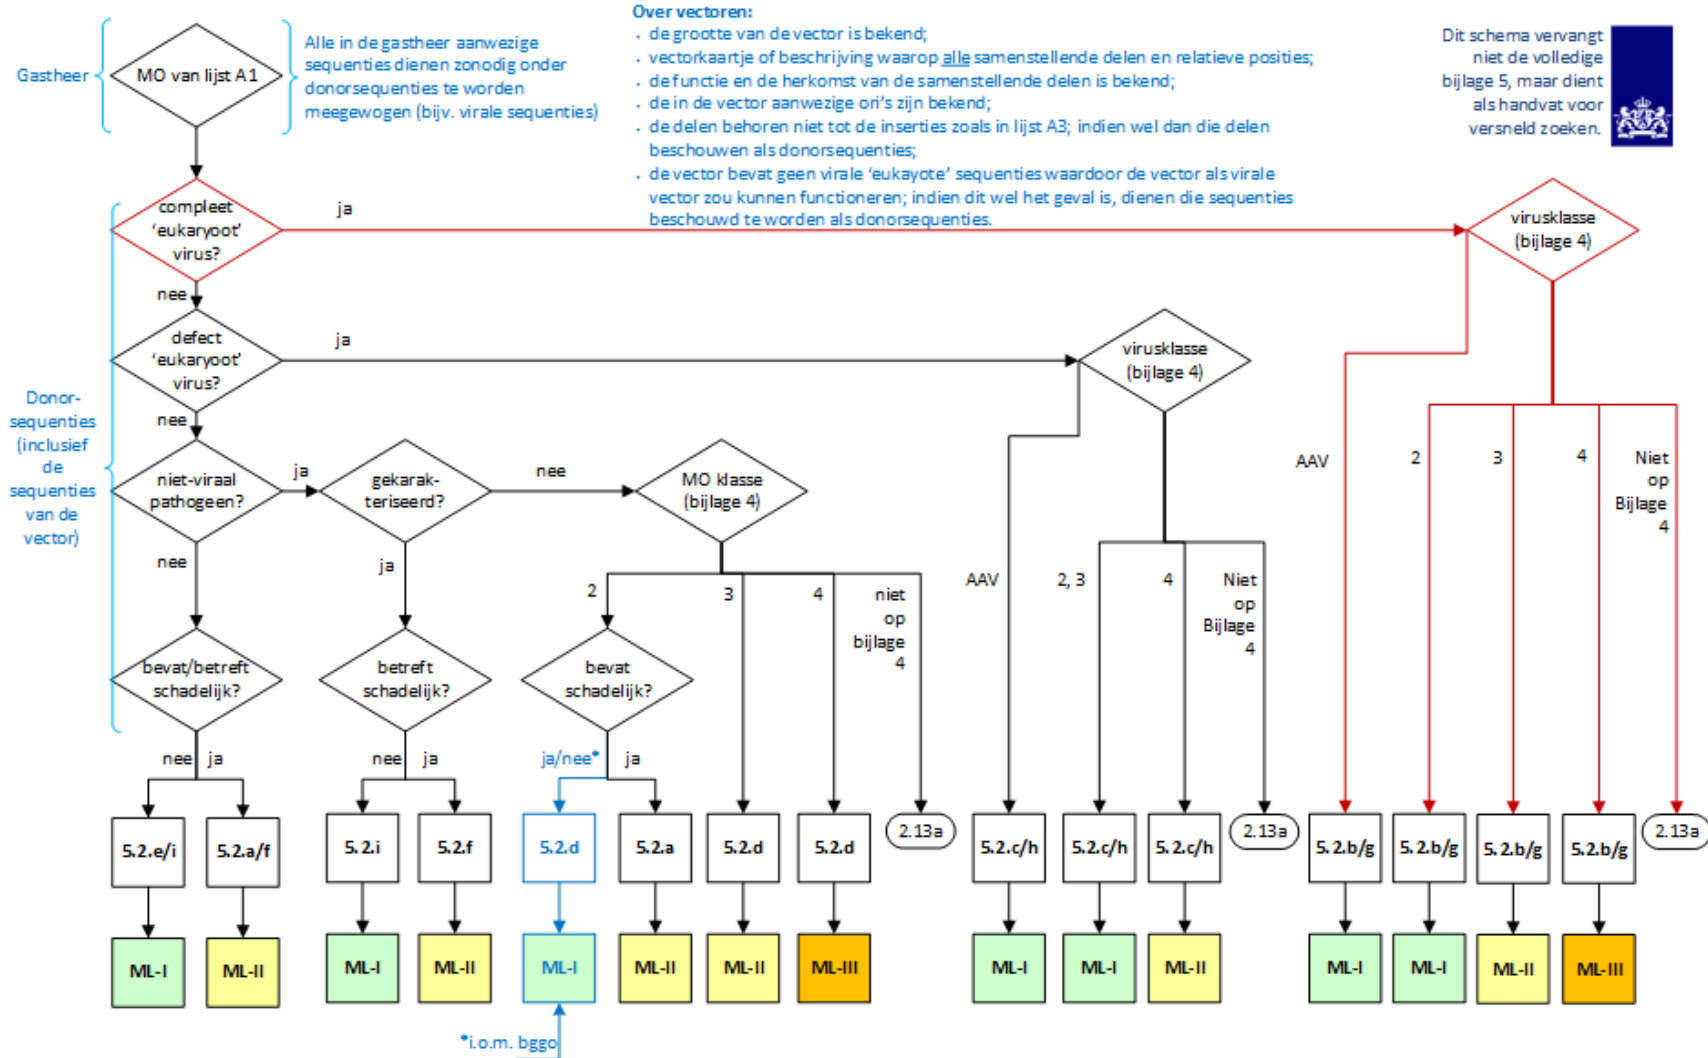 Gastheer
MO van lijst A1
Alle in de gastheer aanwezige
sequenties dienen zonodig onder
donorsequenties te worden
meegewogen (bijv. virale sequenties)
Over vectoren:
• de grootte van de vector is bekend;
• vectorkaartje of beschrijving waarop alle samenstellende delen en relatieve posities;
• de functie en de herkomst van de samenstellende delen is bekend;
• de in de vector aanwezige ori's zijn bekend;
• de delen behoren niet tot de inserties zoals in lijst A3; indien wel dan die delen
beschouwen als donorsequenties;
• de vector bevat geen virale ‘eukayote’ sequenties waardoor de vector als virale
vector zou kunnen functioneren; indien dit wel het geval is, dienen die sequenties
beschouwd te worden als donorsequenties.
Dit schema vervangt
niet de volledige
bijlage 5, maar dient
als handvat voor
versneld zoeken.
compleet
‘eukaryoot’
virus?
ja
virusklasse
(bijlage 4)
nee
defect
‘eukaryoot’
virus?
ja
virusklasse
(bijlage 4)
nee
Donor-
sequenties
(inclusief
de
sequenties
van de
vector)
niet-viraal
pathogeen?
ja
gekarak-
teriseerd?
nee
MO klasse
(bijlage 4)
AAV
2
3
4
Niet
op
Bijlage
4
nee
ja
2
3
4
niet
op
bijlage
4
AAV
2, 3
4
Niet
op
Bijlage
4
bevat/betreft
schadelijk?
betreft
schadelijk?
bevat
schadelijk?
nee
ja
nee
ja
ja/nee*
ja
5.2.e/i
5.2.a/f
5.2.i
5.2.f
5.2.d
5.2.a
5.2.d
5.2.d
2.13a
5.2.c/h
5.2.c/h
5.2.c/h
2.13a
5.2.b/g
5.2.b/g
5.2.b/g
5.2.b/g
2.13a
ML-I
ML-II
ML-I
ML-II
ML-I
ML-II
ML-II
ML-III
ML-I
ML-I
ML-II
ML-I
ML-I
ML-II
ML-III
*i.o.m. bggo